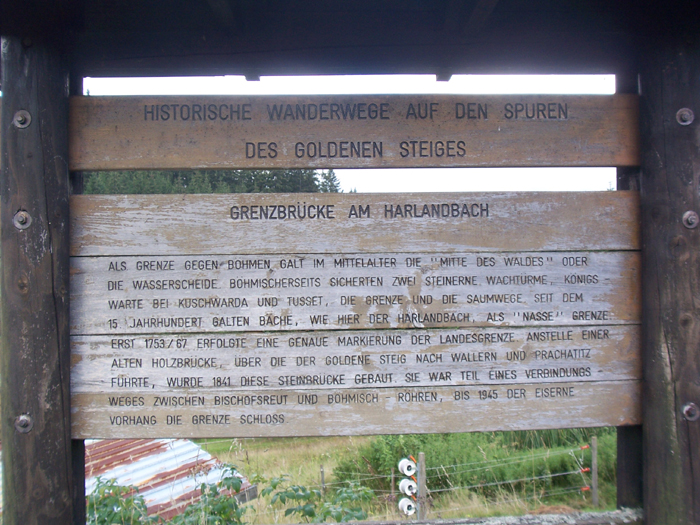 HISTORISCHE WANDERWEGE AUF DEN SPUREN
DES GOLDENEN STEIGES
GRENZBRÜCKE AM HARLANDBACH
ALS GRENZE GEGEN BÖHMEN GALT IM MITTELALTER DIE "MITTE DES WALDES" ODER
DIE WASSERSCHEIDE. BÖHMISCHERSEITS SICHERTEN ZWEI STEINERNE WACHTÜRME, KÖNIGS-
WARTE BEI KUSCHWARDA UND TUSSET, DIE GRENZE UND DIE SAUMWEGE. SEIT DEM
15. JAHRHUNDERT GALTEN BÄCHE, WIE HIER DER HARLANDBACH, ALS "NASSE" GRENZE.
ERST 1753/67 ERFOLGTE EINE GENAUE MARKIERUNG DER LANDESGRENZE. ANSTELLE EINER
ALTEN HOLZBRÜCKE, ÜBER DIE DER GOLDENE STEIG NACH WALLERN UND PRACHATITZ
FÜHRTE, WURDE 1841 DIESE STEINBRÜCKE GEBAUT. SIE WAR TEIL EINES VERBINDUNGS-
WEGES ZWISCHEN BISCHOFSREUT UND BÖHMISCH - RÖHREN, BIS 1945 DER EISERNE
VORHANG DIE GRENZE SCHLOSS.